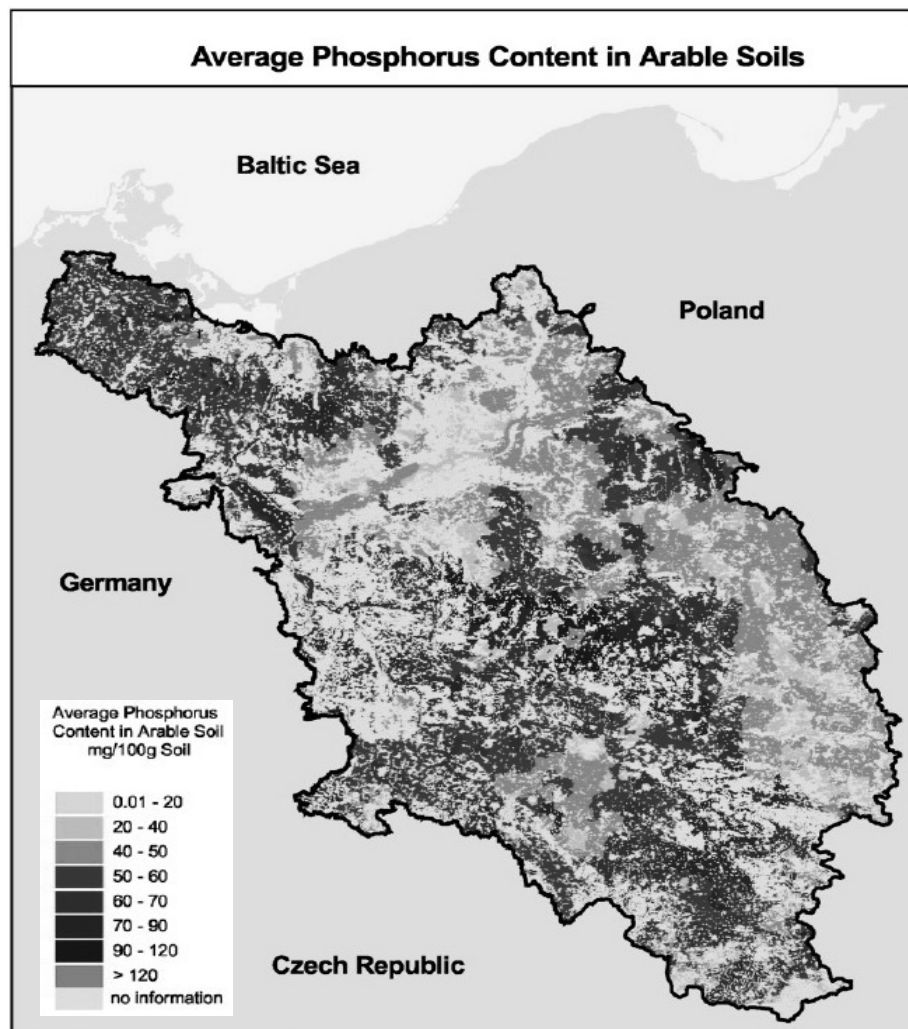 Average Phosphorus Content in Arable Soils
Baltic Sea
Poland
Germany
Average Phosphorus
Content in Arable Soil
mg/100g Soil
0.01 - 20
20 - 40
40 - 50
50 - 60
60 - 70
70 - 90
90 - 120
> 120
no information
Czech Republic